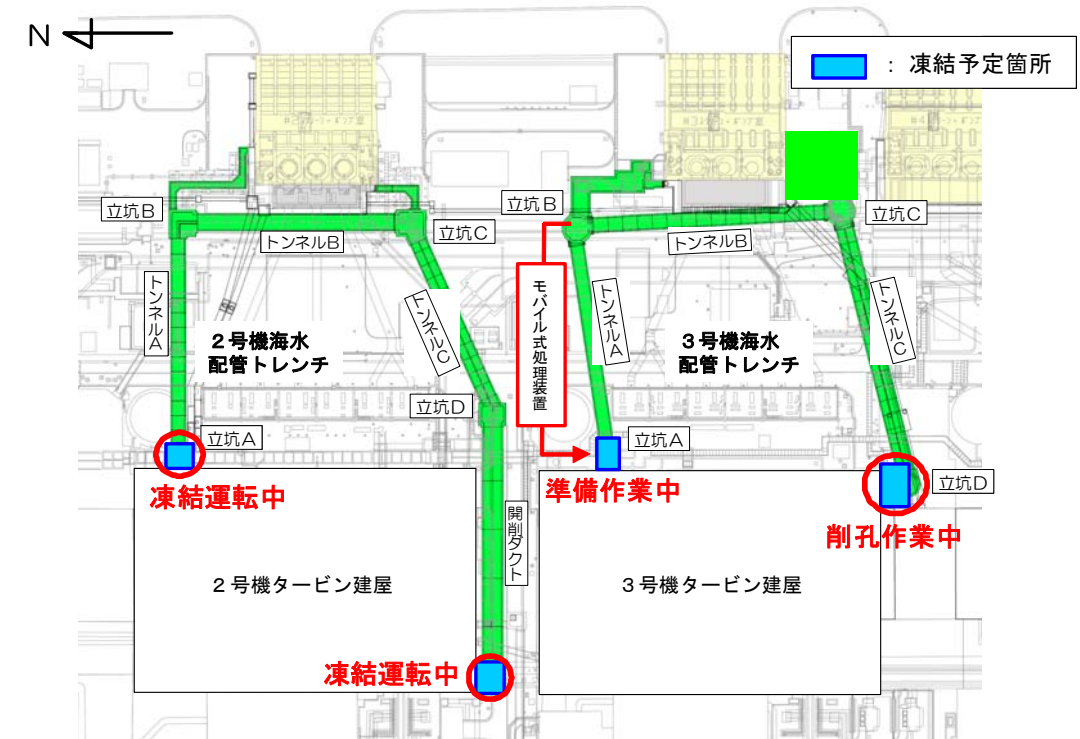 N
：凍結予定箇所
立坑B
トンネルB
立坑C
トンネルA
2号機海水
配管トレンチ
トンネルC
立坑D
立坑A
凍結運転中
開削ダクト
2号機タービン建屋
凍結運転中
立坑B
トンネルB
立坑C
モバイル式処理装置
トンネルA
3号機海水
配管トレンチ
トンネルC
立坑A
準備作業中
立坑D
削孔作業中
3号機タービン建屋